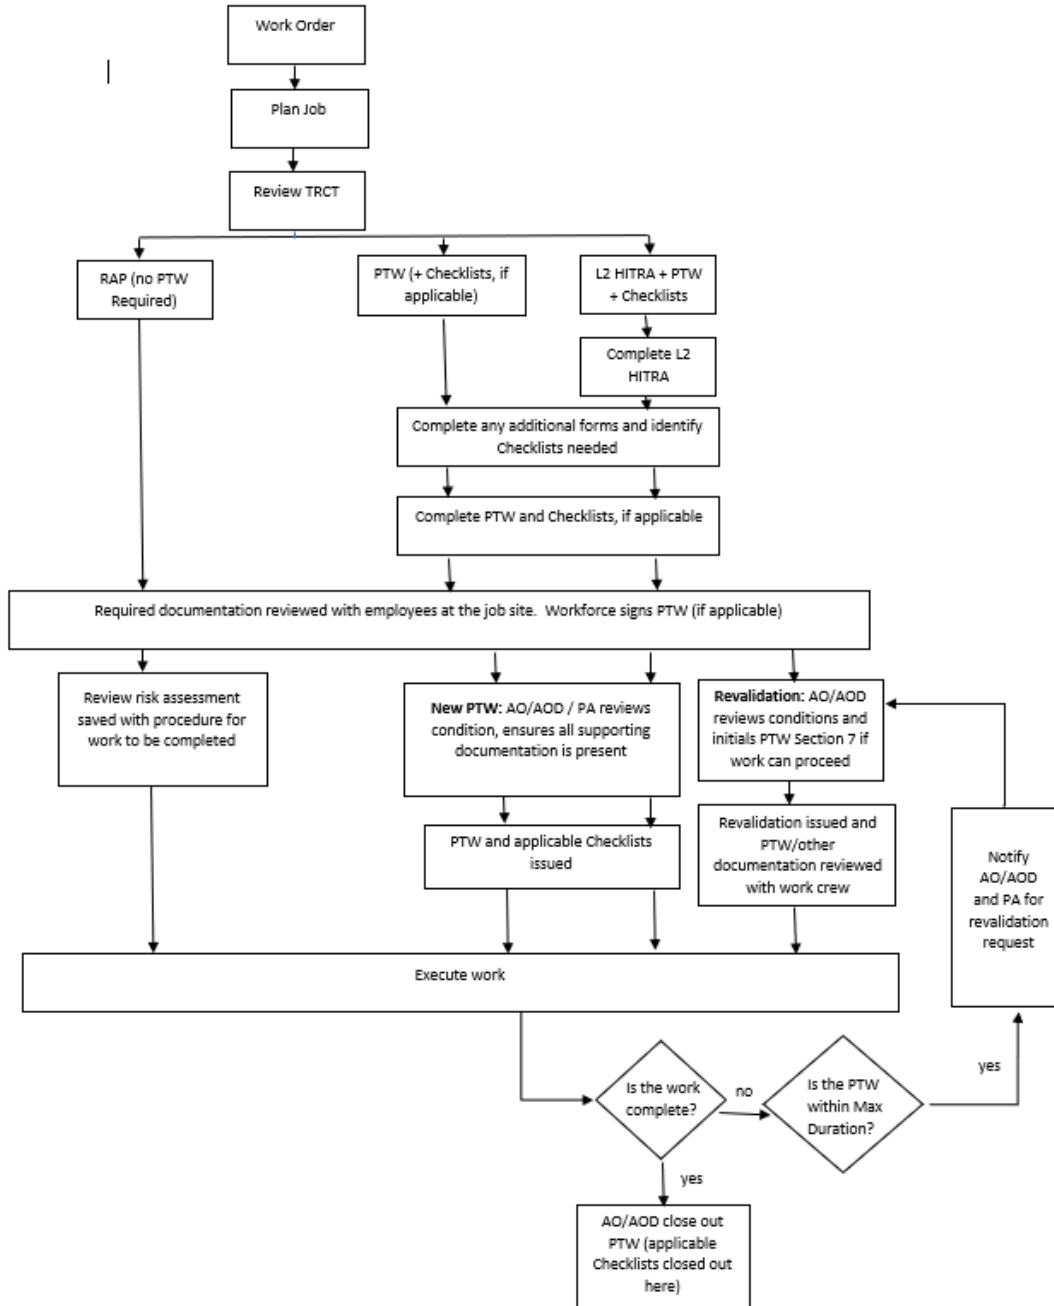 Work Order
Plan Job
Review TRCT
RAP (no PTW
Required)
PTW (+ Checklists, if
applicable)
L2 HITRA + PTW
+ Checklists
Complete L2
HITRA
Complete any additional forms and identify
Checklists needed
Complete PTW and Checklists, if applicable
Required documentation reviewed with employees at the job site.  Workforce signs PTW (if applicable)
Review risk assessment
saved with procedure for
work to be completed
New PTW: AO/AOD / PA reviews
condition, ensures all supporting
documentation is present
Revalidation: AO/AOD
reviews conditions and
initials PTW Section 7 if
work can proceed
PTW and applicable Checklists
issued
Revalidation issued and
PTW/other
documentation reviewed
with work crew
Notify
AO/AOD
and PA for
revalidation
request
Execute work
Is the work
complete?
no
Is the PTW
within Max
Duration?
yes
yes
AO/AOD close out
PTW (applicable
Checklists closed out
here)